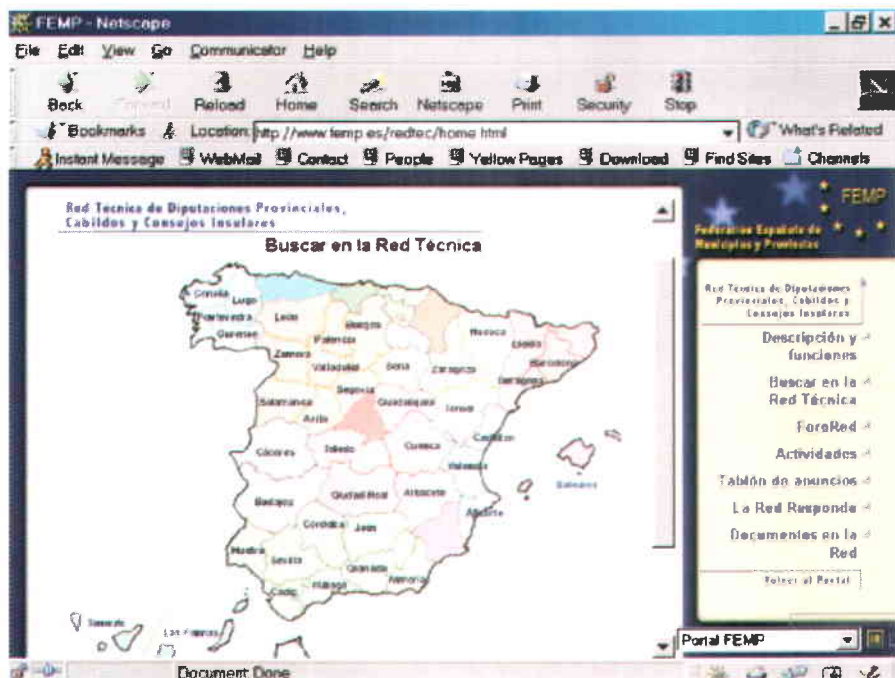 FEMP - Netscape
File Edit View Go Communicator Help
Back Forward Reload Home Search Netscape Print Security Stop
Bookmarks Location: http://www.femp.es/redtec/home.html What's Related
Instant Message WebMail Contact People Yellow Pages Download Find Sites Channels
Red Técnica de Diputaciones Provinciales,
Cabildos y Consejos Insulares
Buscar en la Red Técnica
Coruña
Lugo
Pontevedra
Ourense
León
Burgos
Palencia
Zamora
Valladolid
Soria
Huesca
Lleida
Barcelona
Zaragoza
Tarragona
Segovia
Salamanca
Avila
Guadalajara
Teruel
Castellón
Cáceres
Toledo
Cuenca
Valencia
Baleares
Badajoz
Ciudad Real
Albacete
Alicante
Córdoba
Jaén
Huelva
Sevilla
Granada
Almería
Málaga
Cádiz
Tenerife
Las Palmas
FEMP
Federación Española de
Municipios y Provincias
Red Técnica de Diputaciones
Provinciales, Cabildos y
Consejos Insulares
Descripción y
funciones
Buscar en la
Red Técnica
ForoRed
Actividades
Tablón de anuncios
La Red Responde
Documentos en la
Red
Volver al Portal
Portal FEMP
Document Done